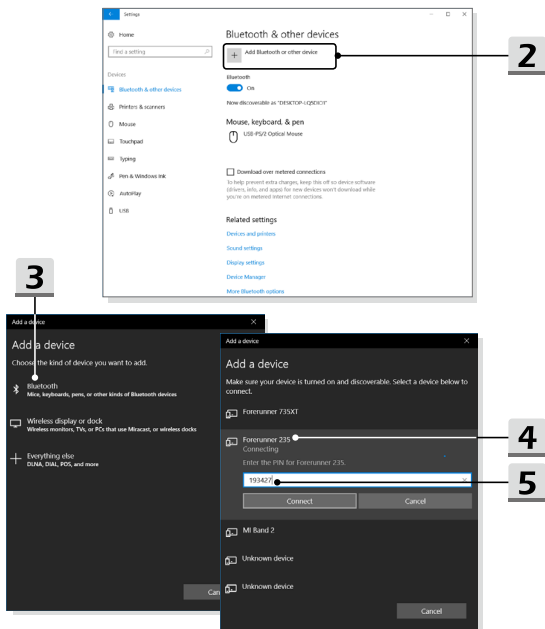 Settings
Home
Find a setting
Devices
Bluetooth & other devices
Printers & scanners
Mouse
Touchpad
Typing
Pen & Windows Ink
AutoPlay
USB
Bluetooth & other devices
Add Bluetooth or other device
2
Bluetooth
On
Now discoverable as "DESKTOP-LQSDICI"
Mouse, keyboard, & pen
USB-PS/2 Optical Mouse
Download over metered connections
To help prevent extra charges, keep this off so device software
(drivers, info, and apps) for new devices won't download while
you're on metered internet connections.
Related settings
Devices and printers
Sound settings
Display settings
Device Manager
More Bluetooth options
3
Add a device
Add a device
Choose the kind of device you want to add.
Bluetooth
Mice, keyboards, pens, or other kinds of Bluetooth devices
Wireless display or dock
Wireless monitors, TVs, or PCs that use Miracast, or wireless docks
Everything else
DLNA, DIAL, POS, and more
Can
Add a device
Add a device
Make sure your device is turned on and discoverable. Select a device below to
connect.
Forerunner 735XT
Forerunner 235
4
Connecting
Enter the PIN for Forerunner 235.
193427
5
Connect
Cancel
MI Band 2
Unknown device
Unknown device
Cancel